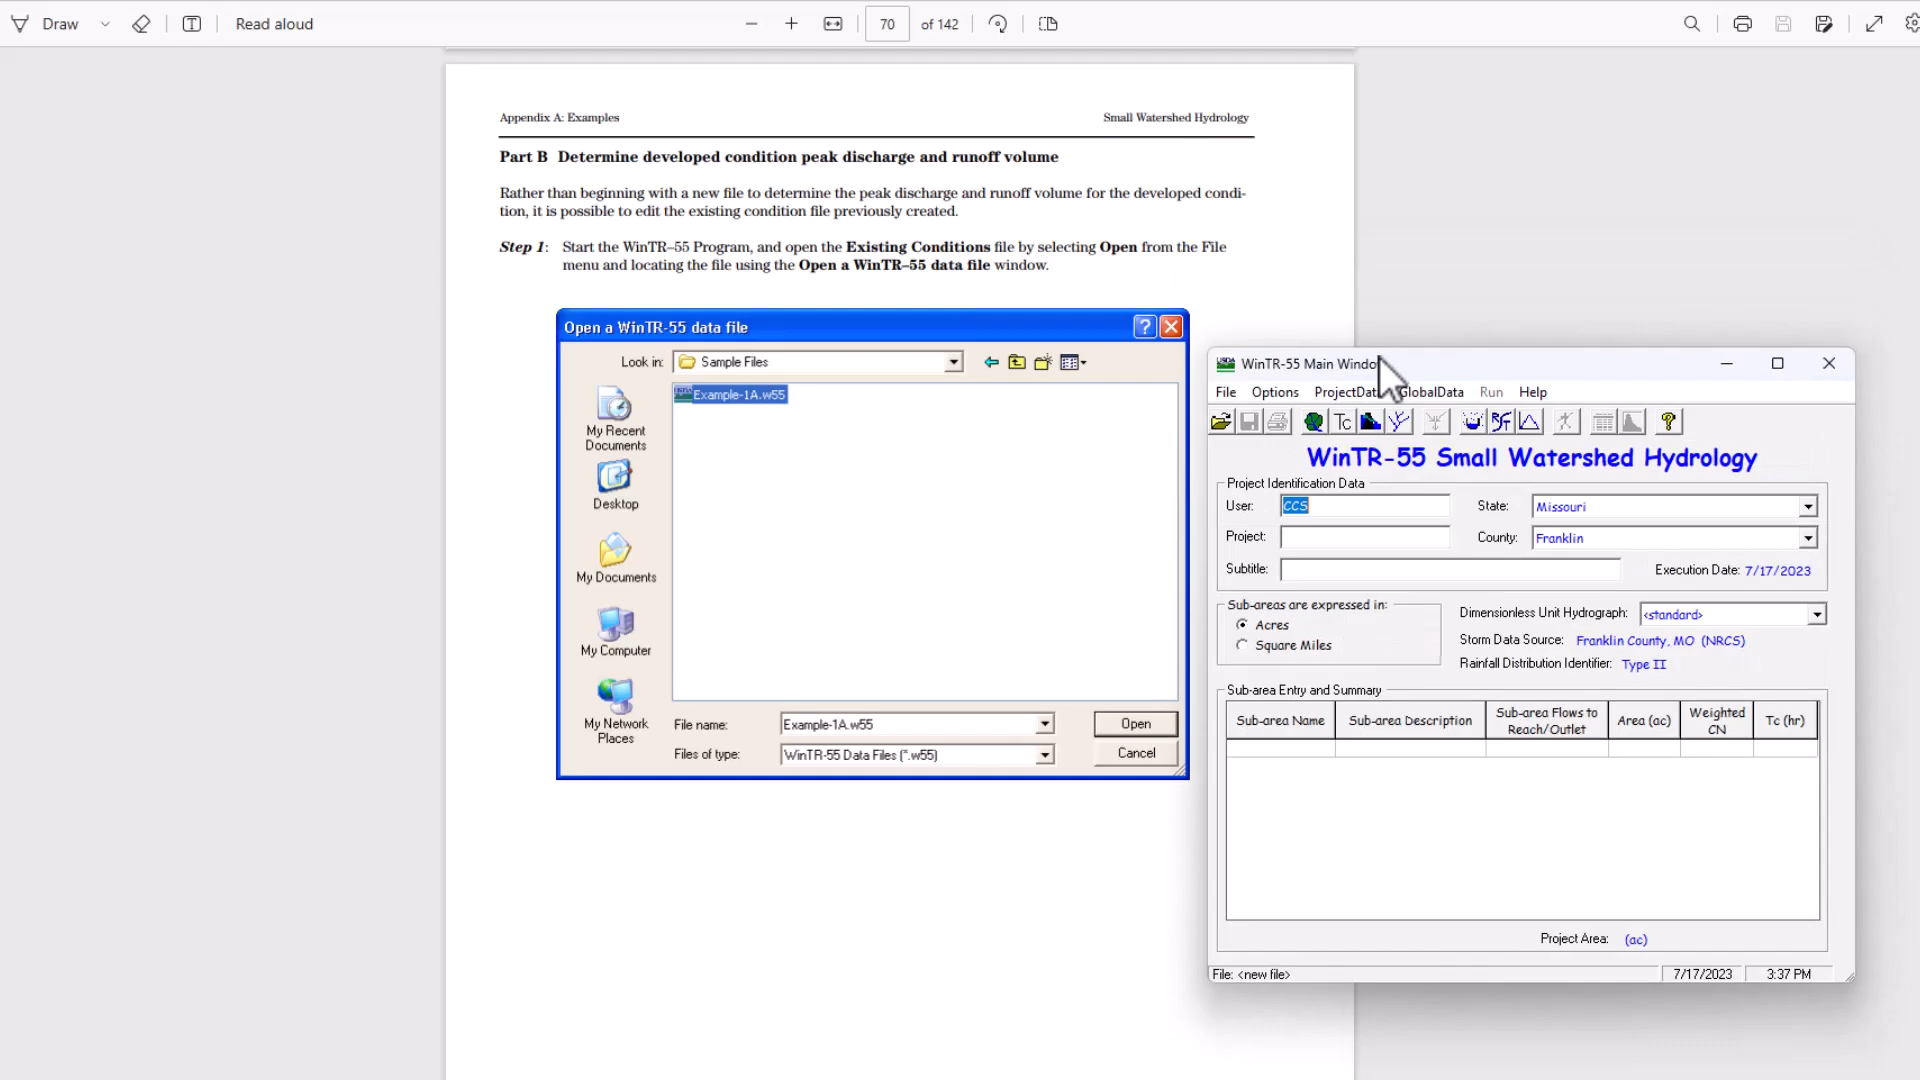 Draw
Read aloud
70 of 142
Appendix A: Examples
Small Watershed Hydrology
Part B Determine developed condition peak discharge and runoff volume
Rather than beginning with a new file to determine the peak discharge and runoff volume for the developed condi-
tion, it is possible to edit the existing condition file previously created.
Step 1: Start the WinTR–55 Program, and open the Existing Conditions file by selecting Open from the File
menu and locating the file using the Open a WinTR–55 data file window.
Open a WinTR-55 data file
Look in: Sample Files
Example-1A.w55
My Recent
Documents
Desktop
My Documents
My Computer
My Network
Places
File name: Example-1A.w55
Open
Files of type: WinTR-55 Data Files (*.w55)
Cancel
WinTR-55 Main Windo
File Options ProjectDat GlobalData Run Help
Tc
WinTR-55 Small Watershed Hydrology
Project Identification Data
User: CCS
State: Missouri
Project:
County: Franklin
Subtitle:
Execution Date: 7/17/2023
Sub-areas are expressed in:
Acres
Square Miles
Dimensionless Unit Hydrograph: <standard>
Storm Data Source: Franklin County, MO (NRCS)
Rainfall Distribution Identifier: Type II
Sub-area Entry and Summary
Sub-area Name
Sub-area Description
Sub-area Flows to
Reach/Outlet
Area (ac)
Weighted
CN
Tc (hr)
Project Area: (ac)
File: <new file>
7/17/2023
3:37 PM